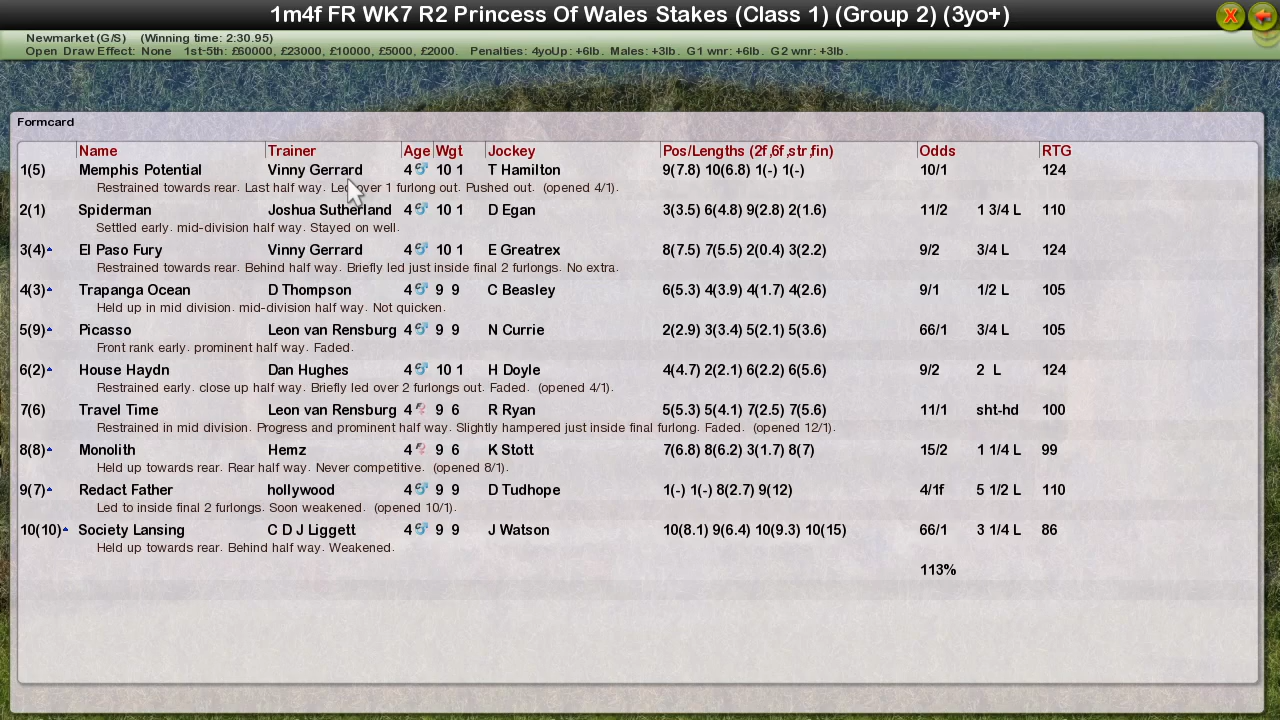 1m4f FR WK7 R2 Princess Of Wales Stakes (Class 1) (Group 2) (3yo+)
Newmarket (G/S) (Winning time: 2:30.95)
Open Draw Effect: None 1st-5th: £60000, £23000, £10000, £5000, £2000. Penalties: 4yoUp: +6lb. Males: +3lb. G1 wnr: +6lb. G2 wnr: +3lb.
Formcard
Name Trainer Age Wgt Jockey Pos/Lengths (2f,6f,str,fin) Odds RTG
1(5) Memphis Potential Vinny Gerrard 4 10 1 T Hamilton 9(7.8) 10(6.8) 1(-) 1(-) 10/1 124
Restrained towards rear. Last half way. Led over 1 furlong out. Pushed out. (opened 4/1).
2(1) Spiderman Joshua Sutherland 4 10 1 D Egan 3(3.5) 6(4.8) 9(2.8) 2(1.6) 11/2 1 3/4 L 110
Settled early. mid-division half way. Stayed on well.
3(4) El Paso Fury Vinny Gerrard 4 10 1 E Greatrex 8(7.5) 7(5.5) 2(0.4) 3(2.2) 9/2 3/4 L 124
Restrained towards rear. Behind half way. Briefly led just inside final 2 furlongs. No extra.
4(3) Trapanga Ocean D Thompson 4 9 9 C Beasley 6(5.3) 4(3.9) 4(1.7) 4(2.6) 9/1 1/2 L 105
Held up in mid division. mid-division half way. Not quicken.
5(9) Picasso Leon van Rensburg 4 9 9 N Currie 2(2.9) 3(3.4) 5(2.1) 5(3.6) 66/1 3/4 L 105
Front rank early. prominent half way. Faded.
6(2) House Haydn Dan Hughes 4 10 1 H Doyle 4(4.7) 2(2.1) 6(2.2) 6(5.6) 9/2 2 L 124
Restrained early. close up half way. Briefly led over 2 furlongs out. Faded. (opened 4/1).
7(6) Travel Time Leon van Rensburg 4 9 6 R Ryan 5(5.3) 5(4.1) 7(2.5) 7(5.6) 11/1 sht-hd 100
Restrained in mid division. Progress and prominent half way. Slightly hampered just inside final furlong. Faded. (opened 12/1).
8(8) Monolith Hemz 4 9 6 K Stott 7(6.8) 8(6.2) 3(1.7) 8(7) 15/2 1 1/4 L 99
Held up towards rear. Rear half way. Never competitive. (opened 8/1).
9(7) Redact Father hollywood 4 9 9 D Tudhope 1(-) 1(-) 8(2.7) 9(12) 4/1f 5 1/2 L 110
Led to inside final 2 furlongs. Soon weakened. (opened 10/1).
10(10) Society Lansing C D J Liggett 4 9 9 J Watson 10(8.1) 9(6.4) 10(9.3) 10(15) 66/1 3 1/4 L 86
Held up towards rear. Behind half way. Weakened.
113%